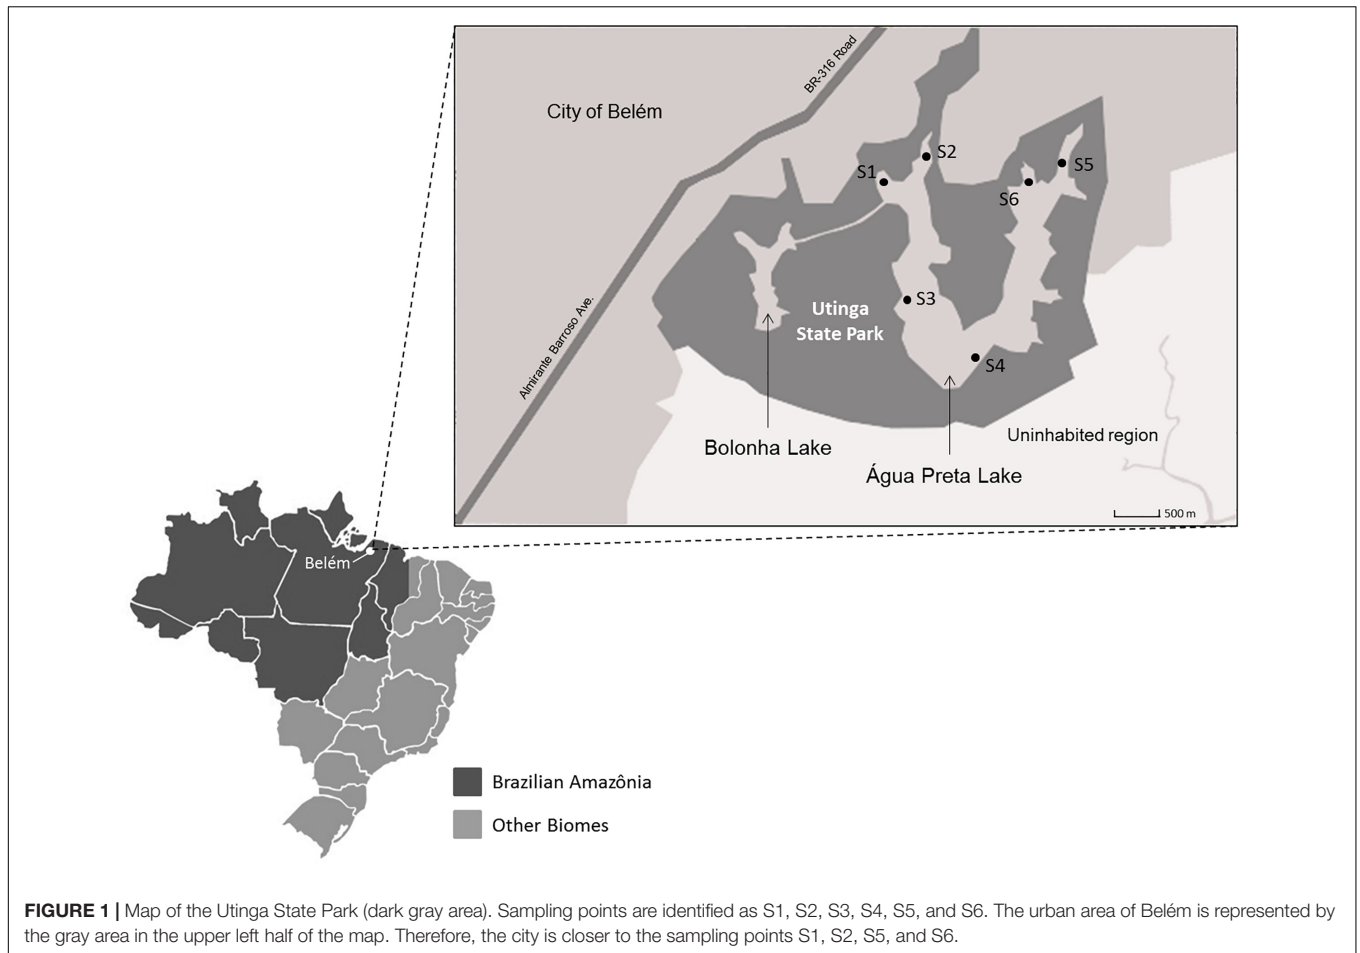 BR-316 Road
City of Belém
S2
S1
S5
S6
S3
Utinga
State Park
Almirante Barroso Ave.
S4
Uninhabited region
Bolonha Lake
Água Preta Lake
500 m
Belém
Brazilian Amazônia
Other Biomes
FIGURE 1 | Map of the Utinga State Park (dark gray area). Sampling points are identified as S1, S2, S3, S4, S5, and S6. The urban area of Belém is represented by
the gray area in the upper left half of the map. Therefore, the city is closer to the sampling points S1, S2, S5, and S6.